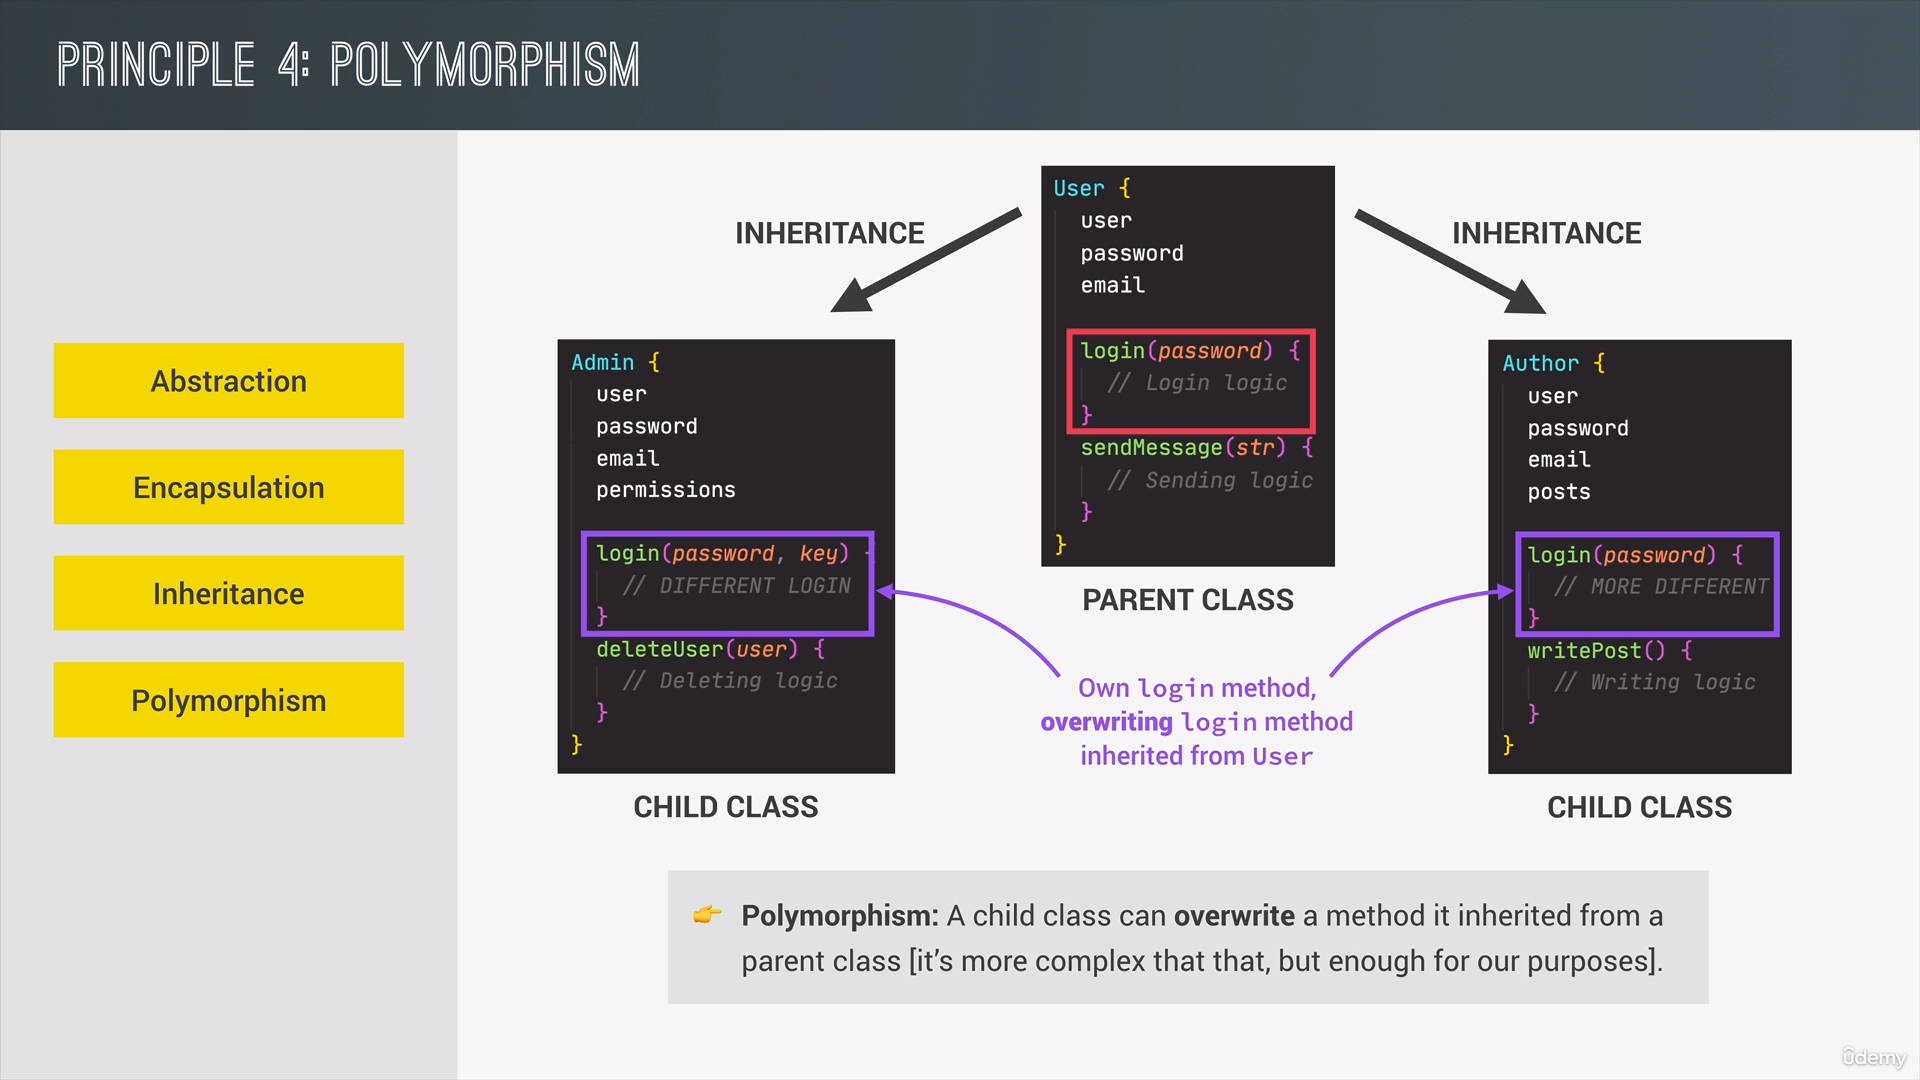 PRINCIPLE 4: POLYMORPHISM
Abstraction
Encapsulation
Inheritance
Polymorphism
INHERITANCE
INHERITANCE
User {
user
password
email
login(password) {
// Login logic
}
sendMessage(str) {
// Sending logic
}
}
PARENT CLASS
Admin {
user
password
email
permissions
login(password, key) {
// DIFFERENT LOGIN
}
deleteUser(user) {
// Deleting logic
}
}
CHILD CLASS
Author {
user
password
email
posts
login(password) {
// MORE DIFFERENT
}
writePost() {
// Writing logic
}
}
CHILD CLASS
Own login method,
overwriting login method
inherited from User
👉 Polymorphism: A child class can overwrite a method it inherited from a
parent class [it’s more complex that that, but enough for our purposes].
ûdemy